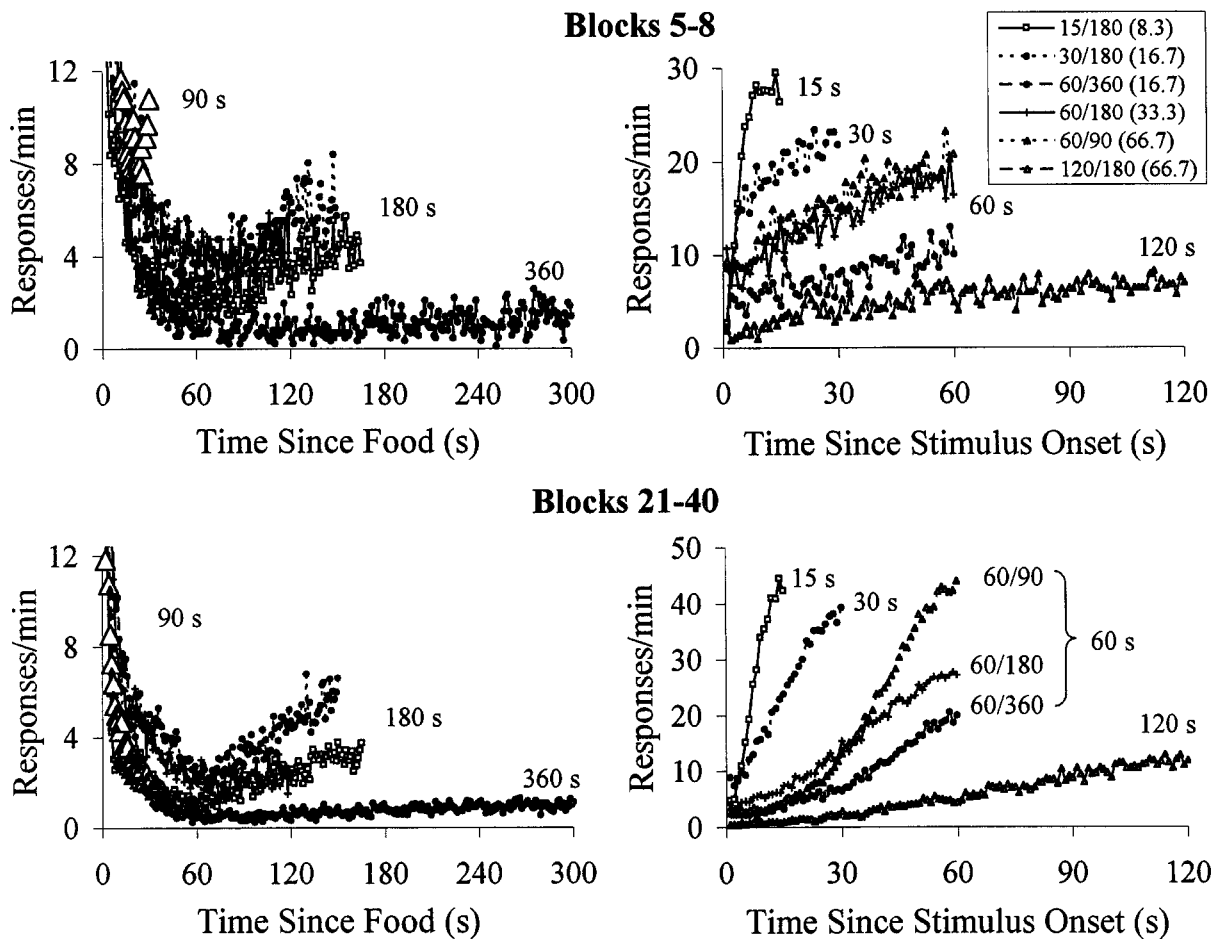 Blocks 5-8
15/180 (8.3)
30/180 (16.7)
60/360 (16.7)
60/180 (33.3)
60/90 (66.7)
120/180 (66.7)
Responses/min
12
8
4
0
90 s
180 s
360
0 60 120 180 240 300
Time Since Food (s)
Responses/min
30
20
10
0
15 s
30 s
60 s
120 s
0 30 60 90 120
Time Since Stimulus Onset (s)
Blocks 21-40
Responses/min
12
8
4
0
90 s
180 s
360 s
0 60 120 180 240 300
Time Since Food (s)
Responses/min
50
40
30
20
10
0
15 s
30 s
60/90
60/180
60/360
60 s
120 s
0 30 60 90 120
Time Since Stimulus Onset (s)